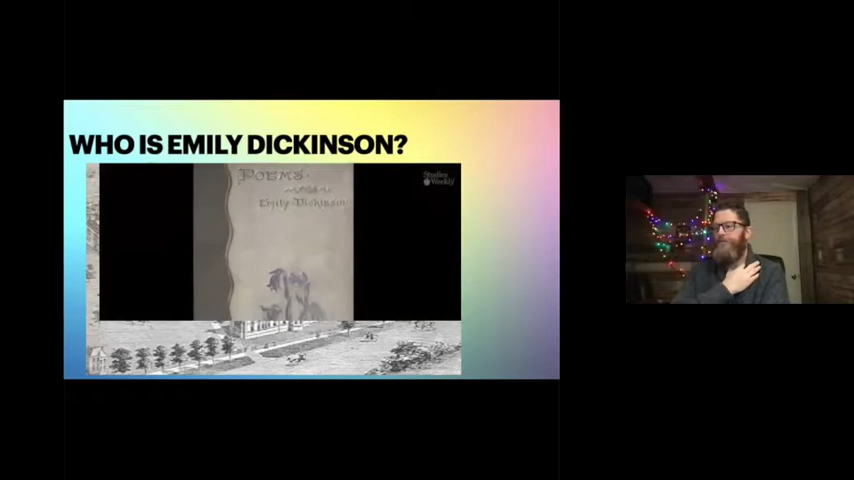 WHO IS EMILY DICKINSON?
POEMS
Emily Dickinson
Studies
Weekly